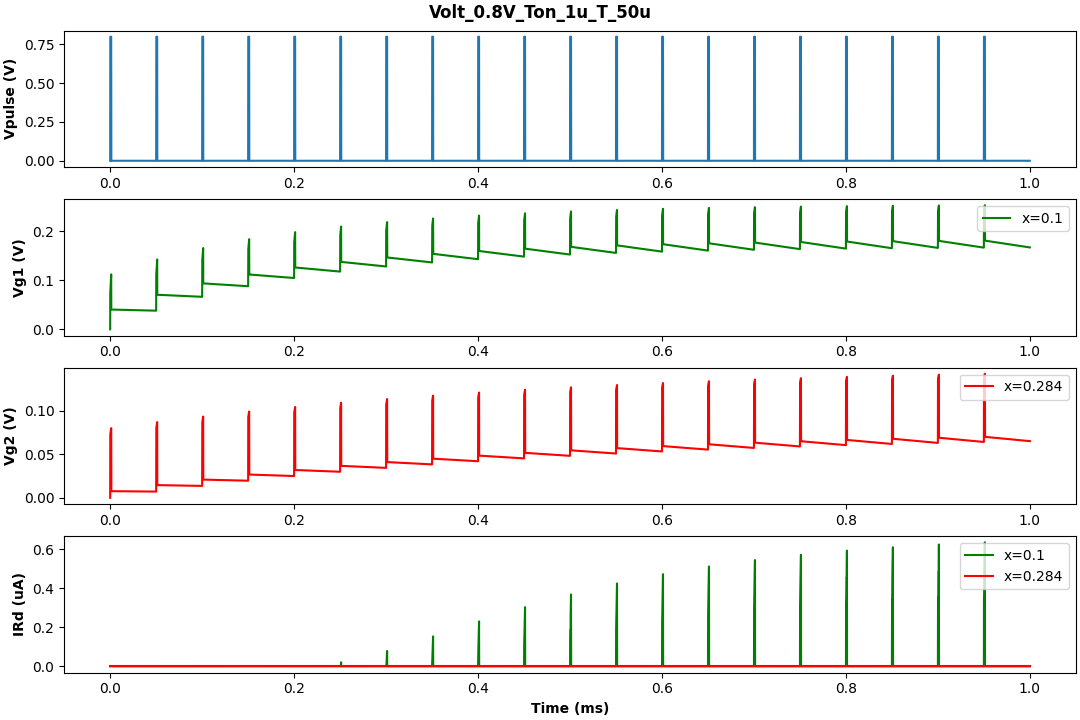 Volt_0.8V_Ton_1u_T_50u
Vpulse (V)
0.75
0.50
0.25
0.00
0.0 0.2 0.4 0.6 0.8 1.0
Vg1 (V)
0.2
0.1
0.0
x=0.1
0.0 0.2 0.4 0.6 0.8 1.0
Vg2 (V)
0.10
0.05
0.00
x=0.284
0.0 0.2 0.4 0.6 0.8 1.0
IRd (uA)
0.6
0.4
0.2
0.0
x=0.1
x=0.284
0.0 0.2 0.4 0.6 0.8 1.0
Time (ms)